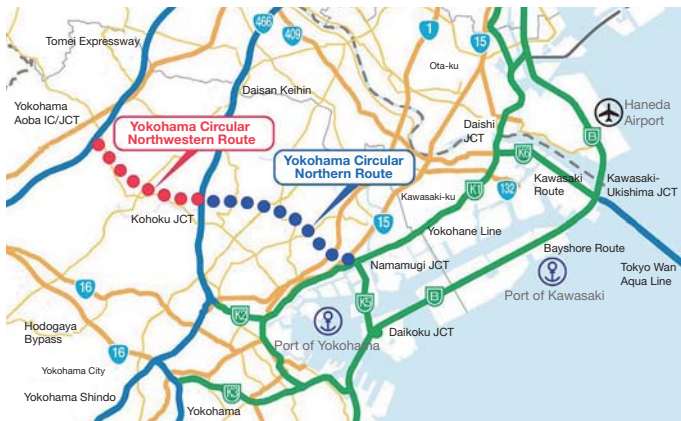 466
409
1
15
Tomei Expressway
Ota-ku
Daisan Keihin
Yokohama
Aoba IC/JCT
Haneda
Airport
Yokohama Circular
Northwestern Route
Daishi
JCT
B
K6
Yokohama Circular
Northern Route
Kawasaki
Route
Kawasaki-
Ukishima JCT
K1
132
Kawasaki-ku
Kohoku JCT
15
Yokohane Line
Bayshore Route
Namamugi JCT
Tokyo Wan
Aqua Line
16
B
Port of Kawasaki
K5
K2
Hodogaya
Bypass
Port of Yokohama
Daikoku JCT
16
Yokohama City
K3
Yokohama Shindo
Yokohama